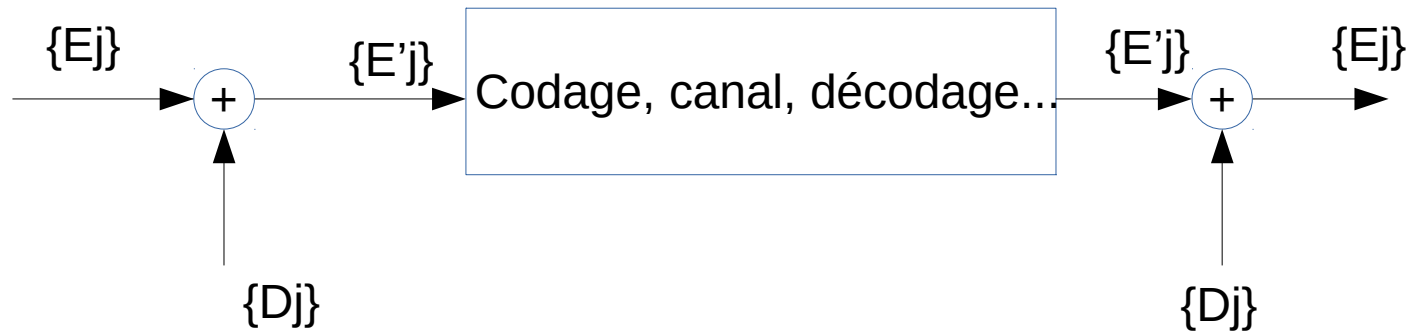 {Ej}
{E’j}
{E’j}
{Ej}
+
Codage, canal, décodage...
+
{Dj}
{Dj}